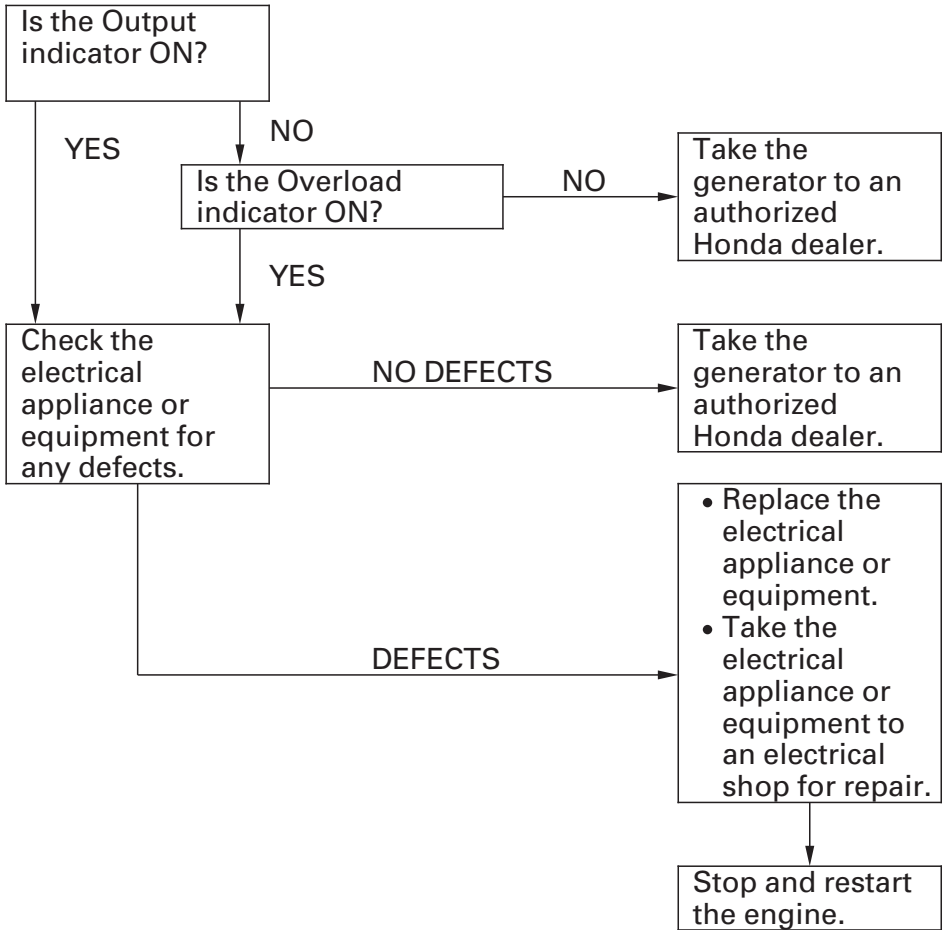 Is the Output
indicator ON?
YES
NO
Is the Overload
indicator ON?
NO
Take the
generator to an
authorized
Honda dealer.
YES
Check the
electrical
appliance or
equipment for
any defects.
NO DEFECTS
Take the
generator to an
authorized
Honda dealer.
DEFECTS
• Replace the
electrical
appliance or
equipment.
• Take the
electrical
appliance or
equipment to
an electrical
shop for repair.
Stop and restart
the engine.